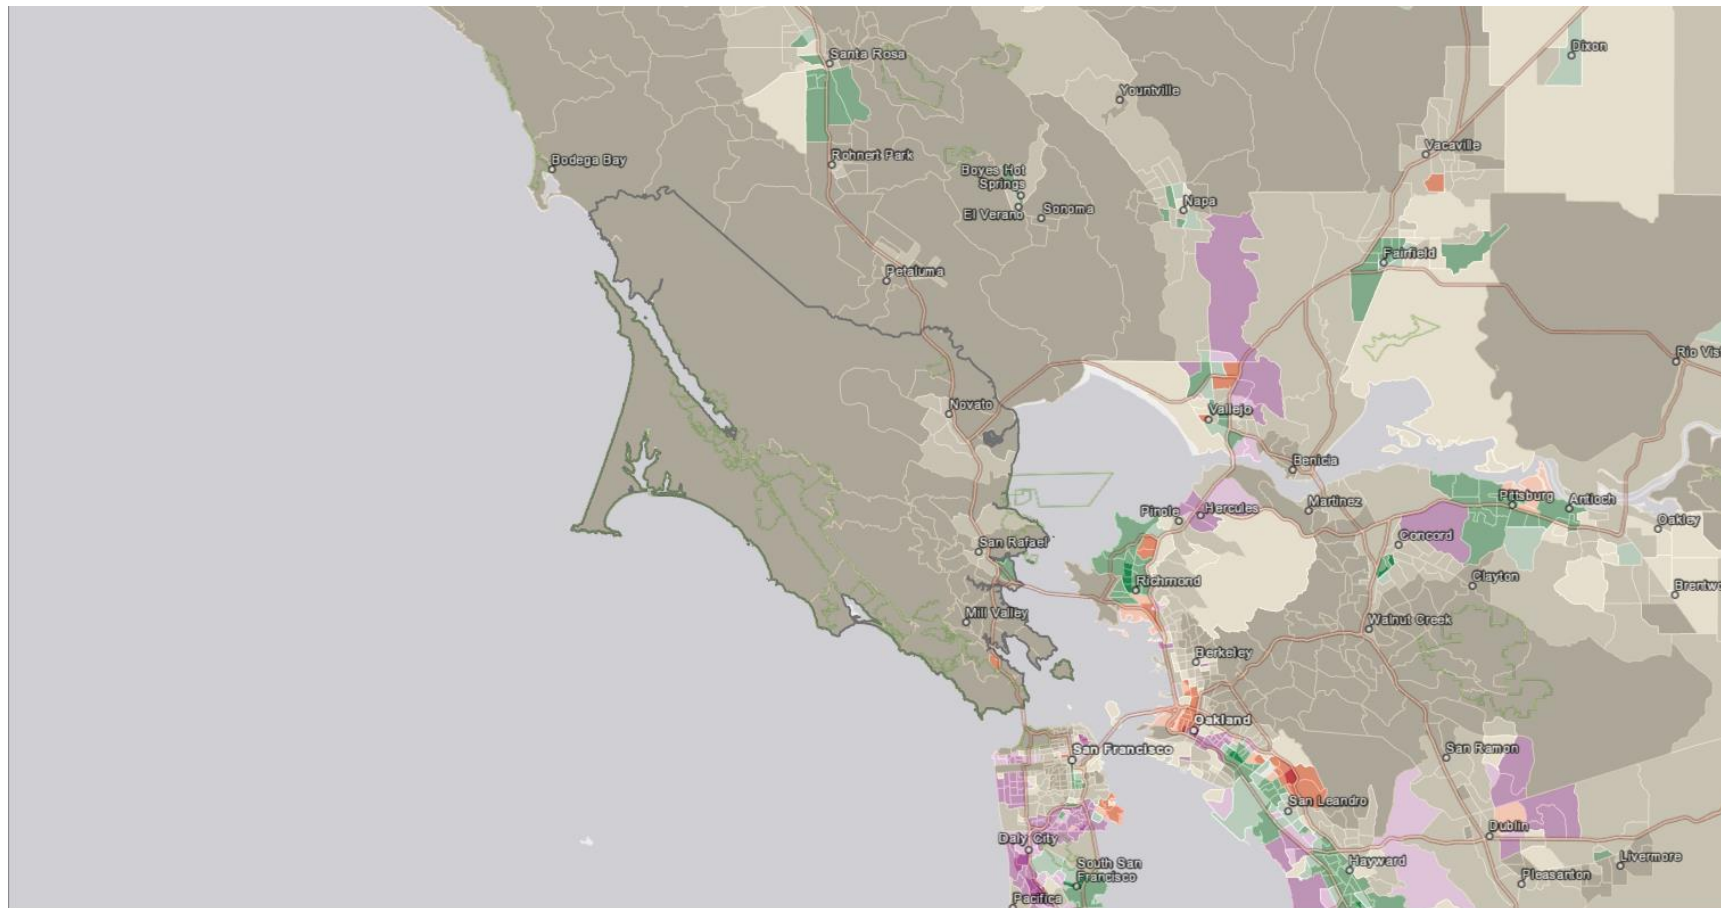 Santa Rosa
Dixon
Yountville
Vacaville
Bodega Bay
Rohnert Park
Boyes Hot
Springs
El Verano
Sonoma
Napa
Fairfield
Petaluma
Rio Vis
Novato
Vallejo
Benicia
Pinole
Hercules
Martinez
Pittsburg
Antioch
Oakley
San Rafael
Concord
Richmond
Clayton
Brentwo
Mill Valley
Walnut Creek
Berkeley
Oakland
San Francisco
San Ramon
San Leandro
Daly City
Dublin
South San
Francisco
Hayward
Livermore
Pleasanton
Pacifica